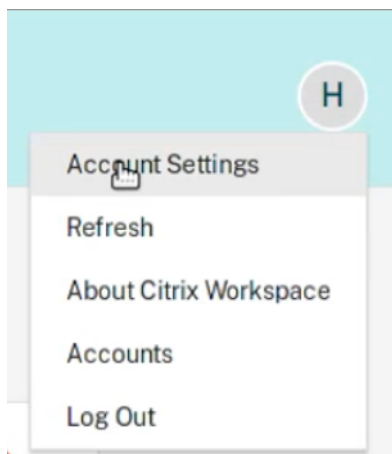 H
Account Settings
Refresh
About Citrix Workspace
Accounts
Log Out